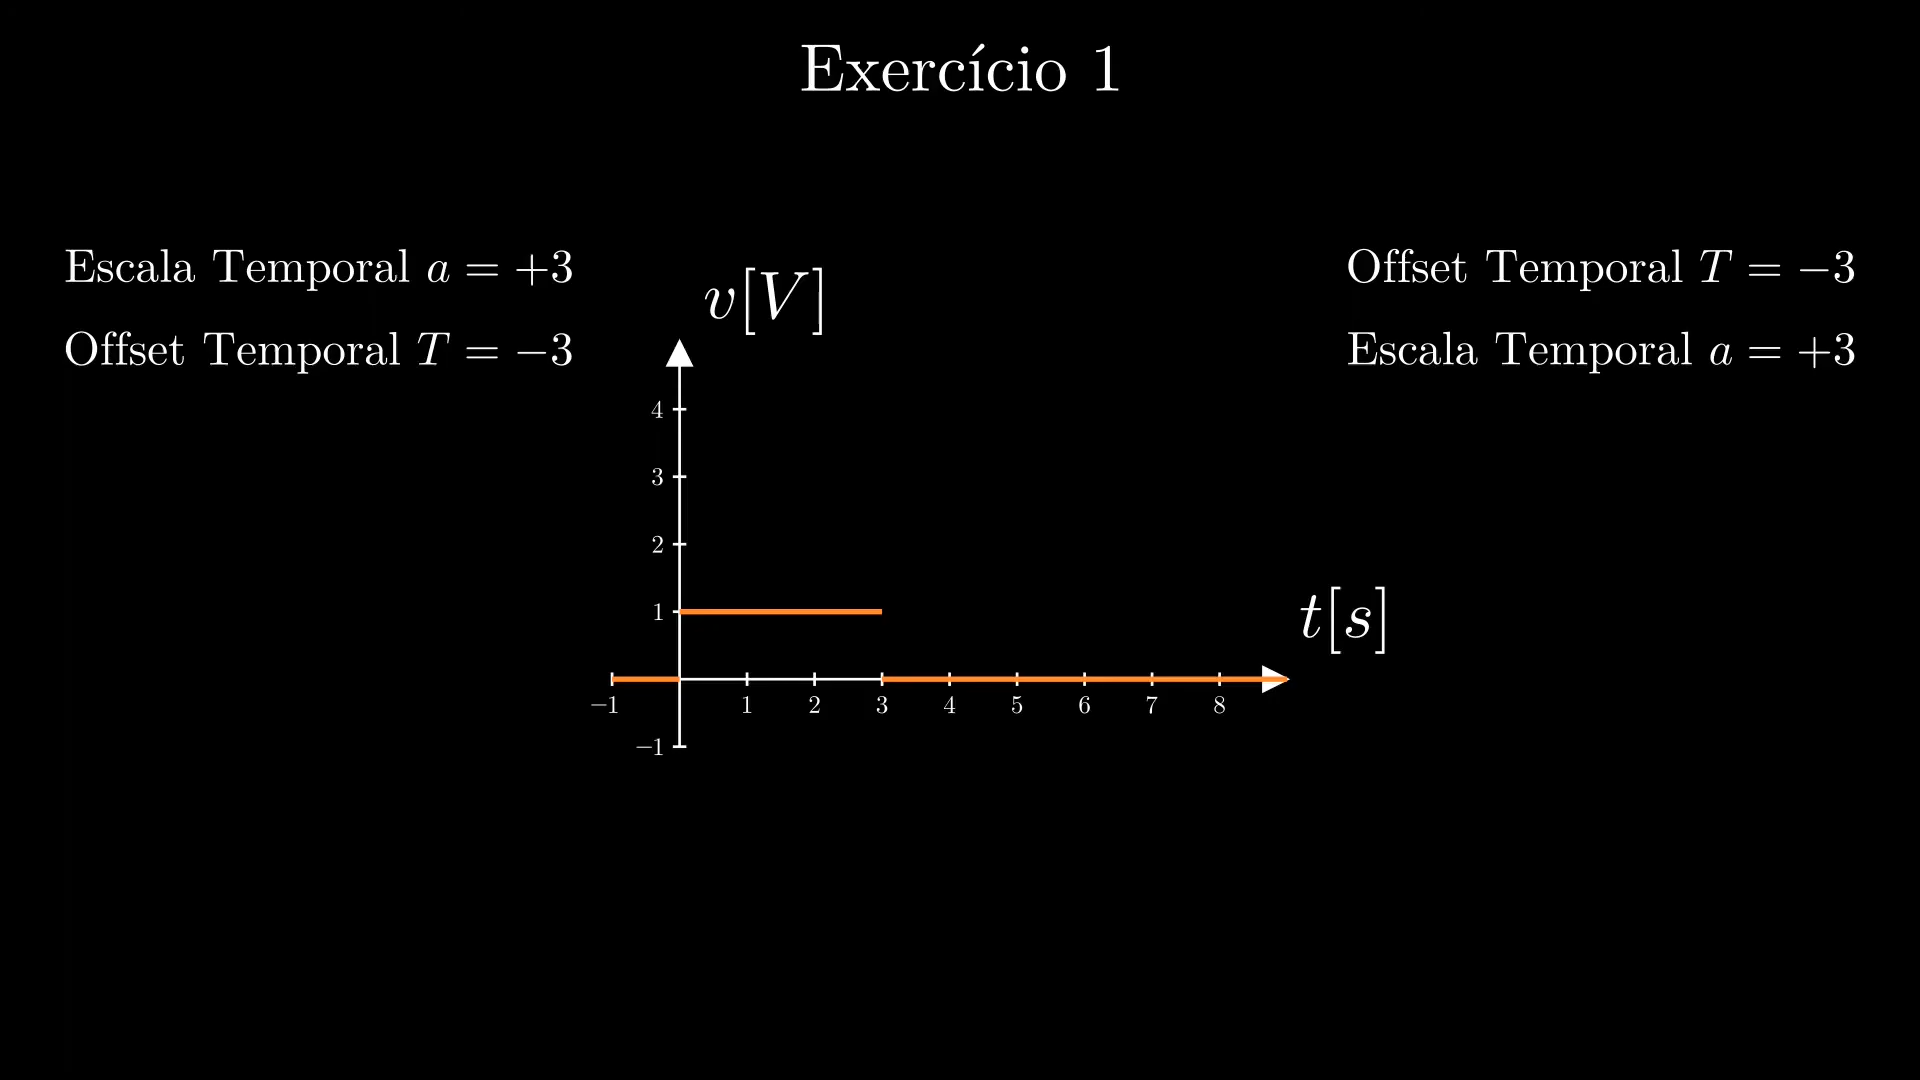 Exercício 1
Escala Temporal a = +3
Offset Temporal T = −3
Offset Temporal T = −3
Escala Temporal a = +3
v[V]
4
3
2
1
−1
t[s]
−1 1 2 3 4 5 6 7 8